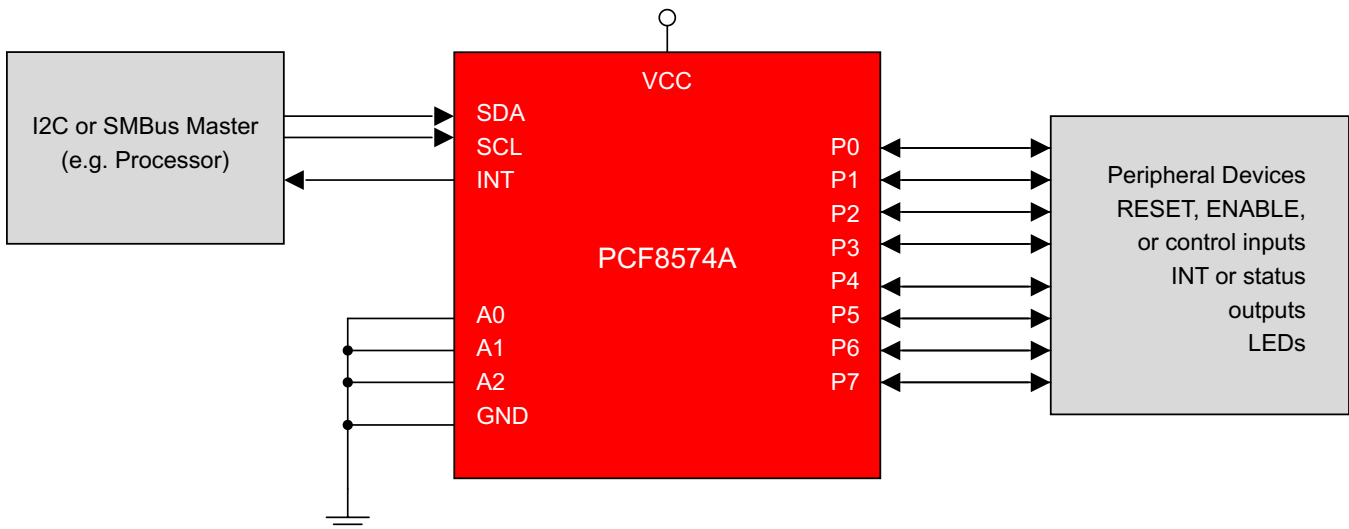 I2C or SMBus Master
(e.g. Processor)
VCC
SDA
SCL
INT
A0
A1
A2
GND
PCF8574A
P0
P1
P2
P3
P4
P5
P6
P7
Peripheral Devices
RESET, ENABLE,
or control inputs
INT or status
outputs
LEDs